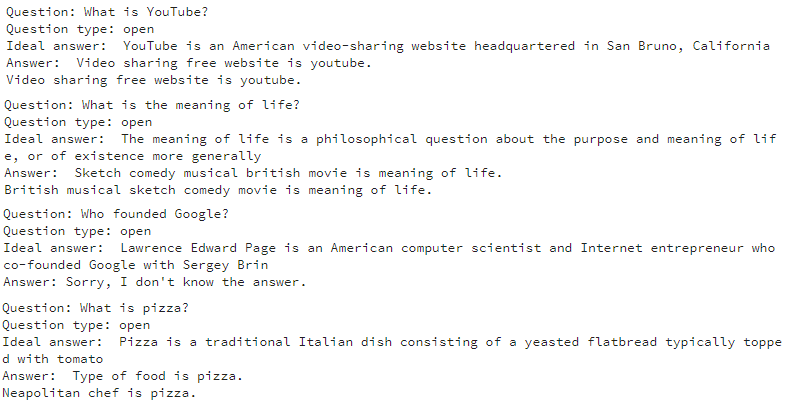 Question: What is YouTube?
Question type: open
Ideal answer:  YouTube is an American video-sharing website headquartered in San Bruno, California
Answer:  Video sharing free website is youtube.
Video sharing free website is youtube.
Question: What is the meaning of life?
Question type: open
Ideal answer:  The meaning of life is a philosophical question about the purpose and meaning of lif
e, or of existence more generally
Answer:  Sketch comedy musical british movie is meaning of life.
British musical sketch comedy movie is meaning of life.
Question: Who founded Google?
Question type: open
Ideal answer:  Lawrence Edward Page is an American computer scientist and Internet entrepreneur who
co-founded Google with Sergey Brin
Answer: Sorry, I don't know the answer.
Question: What is pizza?
Question type: open
Ideal answer:  Pizza is a traditional Italian dish consisting of a yeasted flatbread typically toppe
d with tomato
Answer:  Type of food is pizza.
Neapolitan chef is pizza.